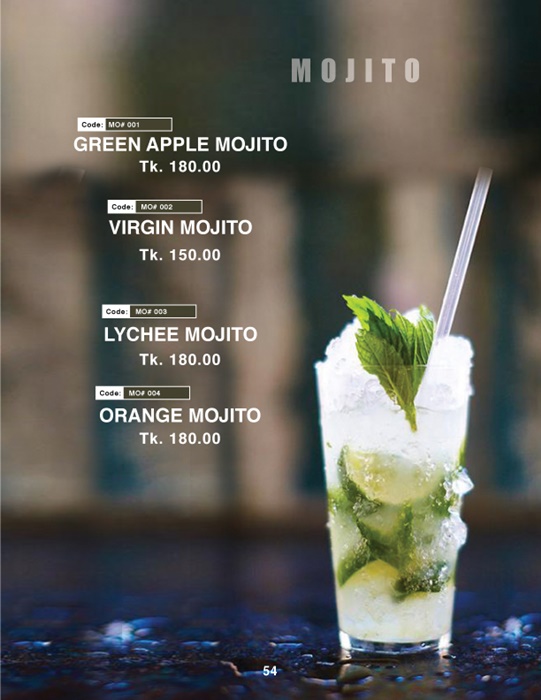 MOJITO
Code: MO# 001
GREEN APPLE MOJITO
Tk. 180.00
Code: MO# 002
VIRGIN MOJITO
Tk. 150.00
Code: MO# 003
LYCHEE MOJITO
Tk. 180.00
Code: MO# 004
ORANGE MOJITO
Tk. 180.00
54